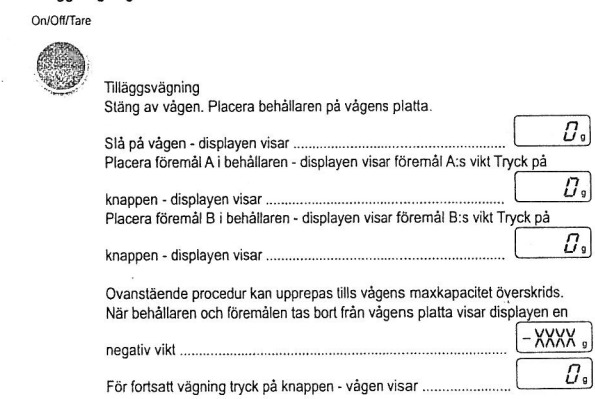 On/Off/Tare
Tilläggsvägning
Stäng av vågen. Placera behållaren på vågens platta.
Slå på vågen - displayen visar ........................................................ 0 g
Placera föremål A i behållaren - displayen visar föremål A:s vikt Tryck på
knappen - displayen visar ............................................................... 0 g
Placera föremål B i behållaren - displayen visar föremål B:s vikt Tryck på
knappen - displayen visar ............................................................... 0 g
Ovanstående procedur kan upprepas tills vågens maxkapacitet överskrids.
När behållaren och föremålen tas bort från vågens platta visar displayen en
negativ vikt ..................................................................................... - XXXX g
För fortsatt vägning tryck på knappen - vågen visar ....................... 0 g